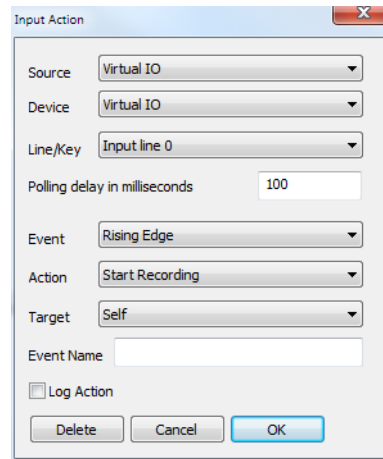 Input Action
Source Virtual IO
Device Virtual IO
Line/Key Input line 0
Polling delay in milliseconds 100
Event Rising Edge
Action Start Recording
Target Self
Event Name
Log Action
Delete Cancel OK